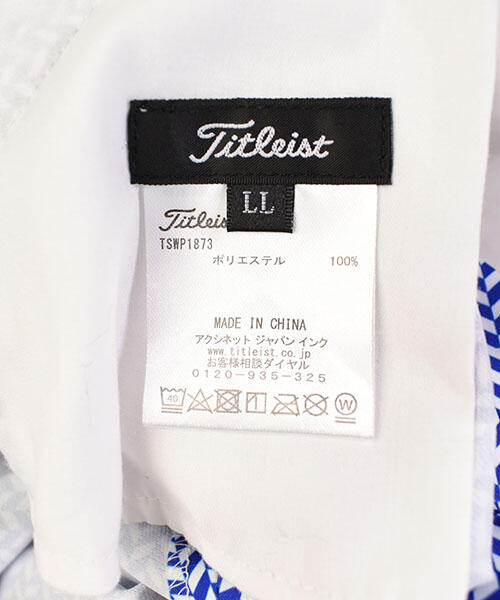 Titleist
LL
Titleist
TSWP1873
ポリエステル 100%
MADE IN CHINA
アクシネット ジャパン インク
www.titleist.co.jp
お客様相談ダイヤル
0120-935-325
40
W